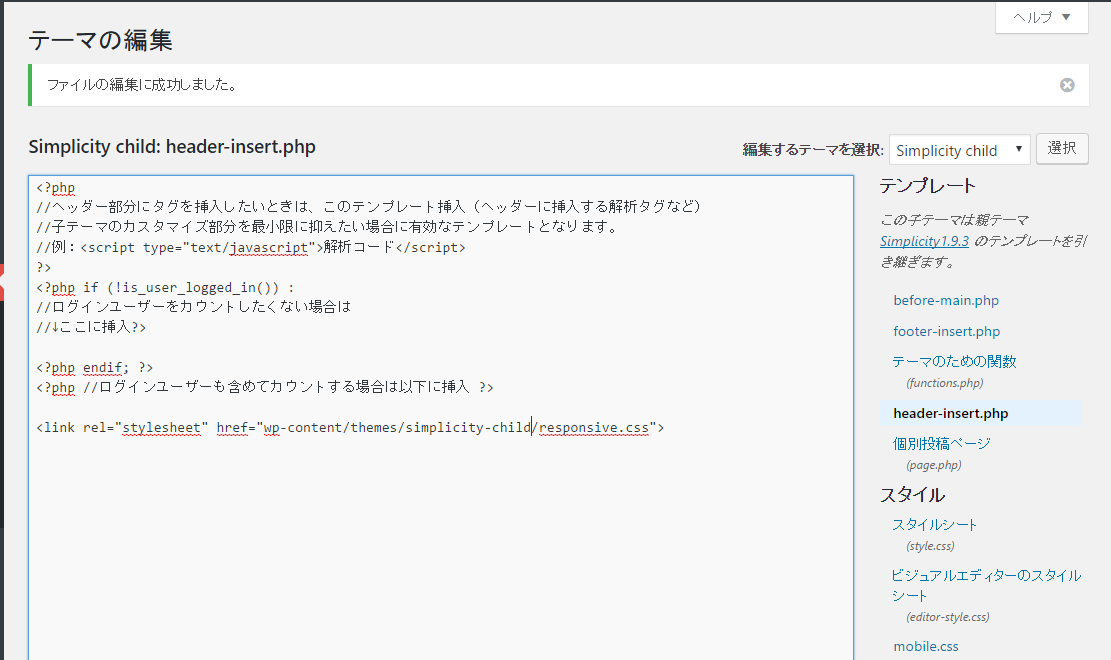 ヘルプ ▼
テーマの編集
ファイルの編集に成功しました。
Simplicity child: header-insert.php
編集するテーマを選択: Simplicity child ▼ 選択
<?php
//ヘッダー部分にタグを挿入したいときは、このテンプレート挿入（ヘッダーに挿入する解析タグなど）
//子テーマのカスタマイズ部分を最小限に抑えたい場合に有効なテンプレートとなります。
//例：<script type="text/javascript">解析コード</script>
?>
<?php if (!is_user_logged_in()) :
//ログインユーザーをカウントしたくない場合は
//↓ここに挿入?>
<?php endif; ?>
<?php //ログインユーザーも含めてカウントする場合は以下に挿入 ?>
<link rel="stylesheet" href="wp-content/themes/simplicity-child/responsive.css">
テンプレート
この子テーマは親テーマ
Simplicity1.9.3 のテンプレートを引
き継ぎます。
before-main.php
footer-insert.php
テーマのための関数
(functions.php)
header-insert.php
個別投稿ページ
(page.php)
スタイル
スタイルシート
(style.css)
ビジュアルエディターのスタイル
シート
(editor-style.css)
mobile.css